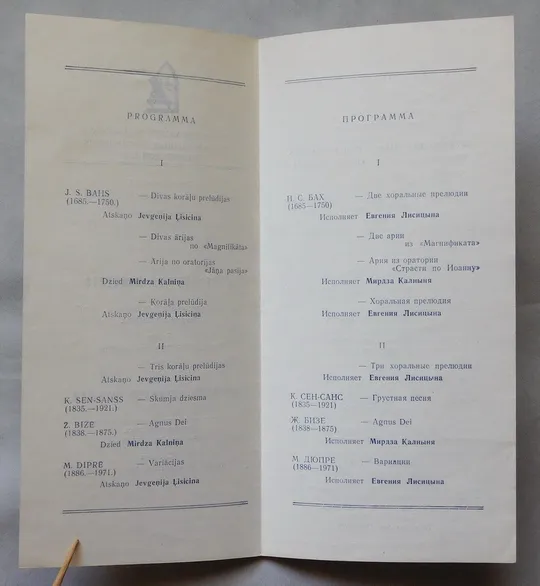 PROGRAMMA
I
J. S. BAHS — Divas korāļu prelūdijas
(1685.—1750.)
Atskaņo Jevgeņija Ļisicina
— Divas ārijas
no «Magnifikāta»
— Ārija no oratorijas
«Jāņa pasija»
Dzied Mirdza Kalniņa
— Korāļa prelūdija
Atskaņo Jevgeņija Ļisicina
II
— Trīs korāļu prelūdijas
Atskaņo Jevgeņija Ļisicina
K. SEN-SANSS — Skumja dziesma
(1835.—1921.)
Ž. BIZĒ — Agnus Dei
(1838.—1875.)
Dzied Mirdza Kalniņa
M. DIPRĒ — Variācijas
(1886.—1971.)
Atskaņo Jevgeņija Ļisicina
ПРОГРАММА
I
И. С. БАХ — Две хоральные прелюдии
(1685—1750)
Исполняет Евгения Лисицына
— Две арии
из «Магнификата»
— Ария из оратории
«Страсти по Иоанну»
Исполняет Мирдза Калныня
— Хоральная прелюдия
Исполняет Евгения Лисицына
II
— Три хоральные прелюдии
Исполняет Евгения Лисицына
К. СЕН-САНС — Грустная песня
(1835—1921)
Ж. БИЗЕ — Agnus Dei
(1838—1875)
Исполняет Мирдза Калныня
М. ДЮПРЕ — Вариации
(1886—1971)
Исполняет Евгения Лисицына